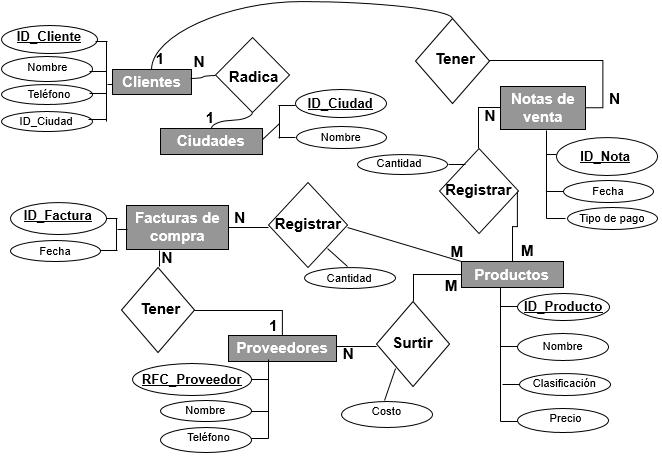 ID_Cliente
Nombre
Teléfono
ID_Ciudad
Clientes
1
N
Radica
1
Ciudades
ID_Ciudad
Nombre
Tener
N
Notas de
venta
N
Cantidad
Registrar
ID_Nota
Fecha
Tipo de pago
ID_Factura
Fecha
Facturas de
compra
N
N
Registrar
Cantidad
M
M
M
Productos
Tener
1
Proveedores
N
Surtir
Costo
RFC_Proveedor
Nombre
Teléfono
ID_Producto
Nombre
Clasificación
Precio